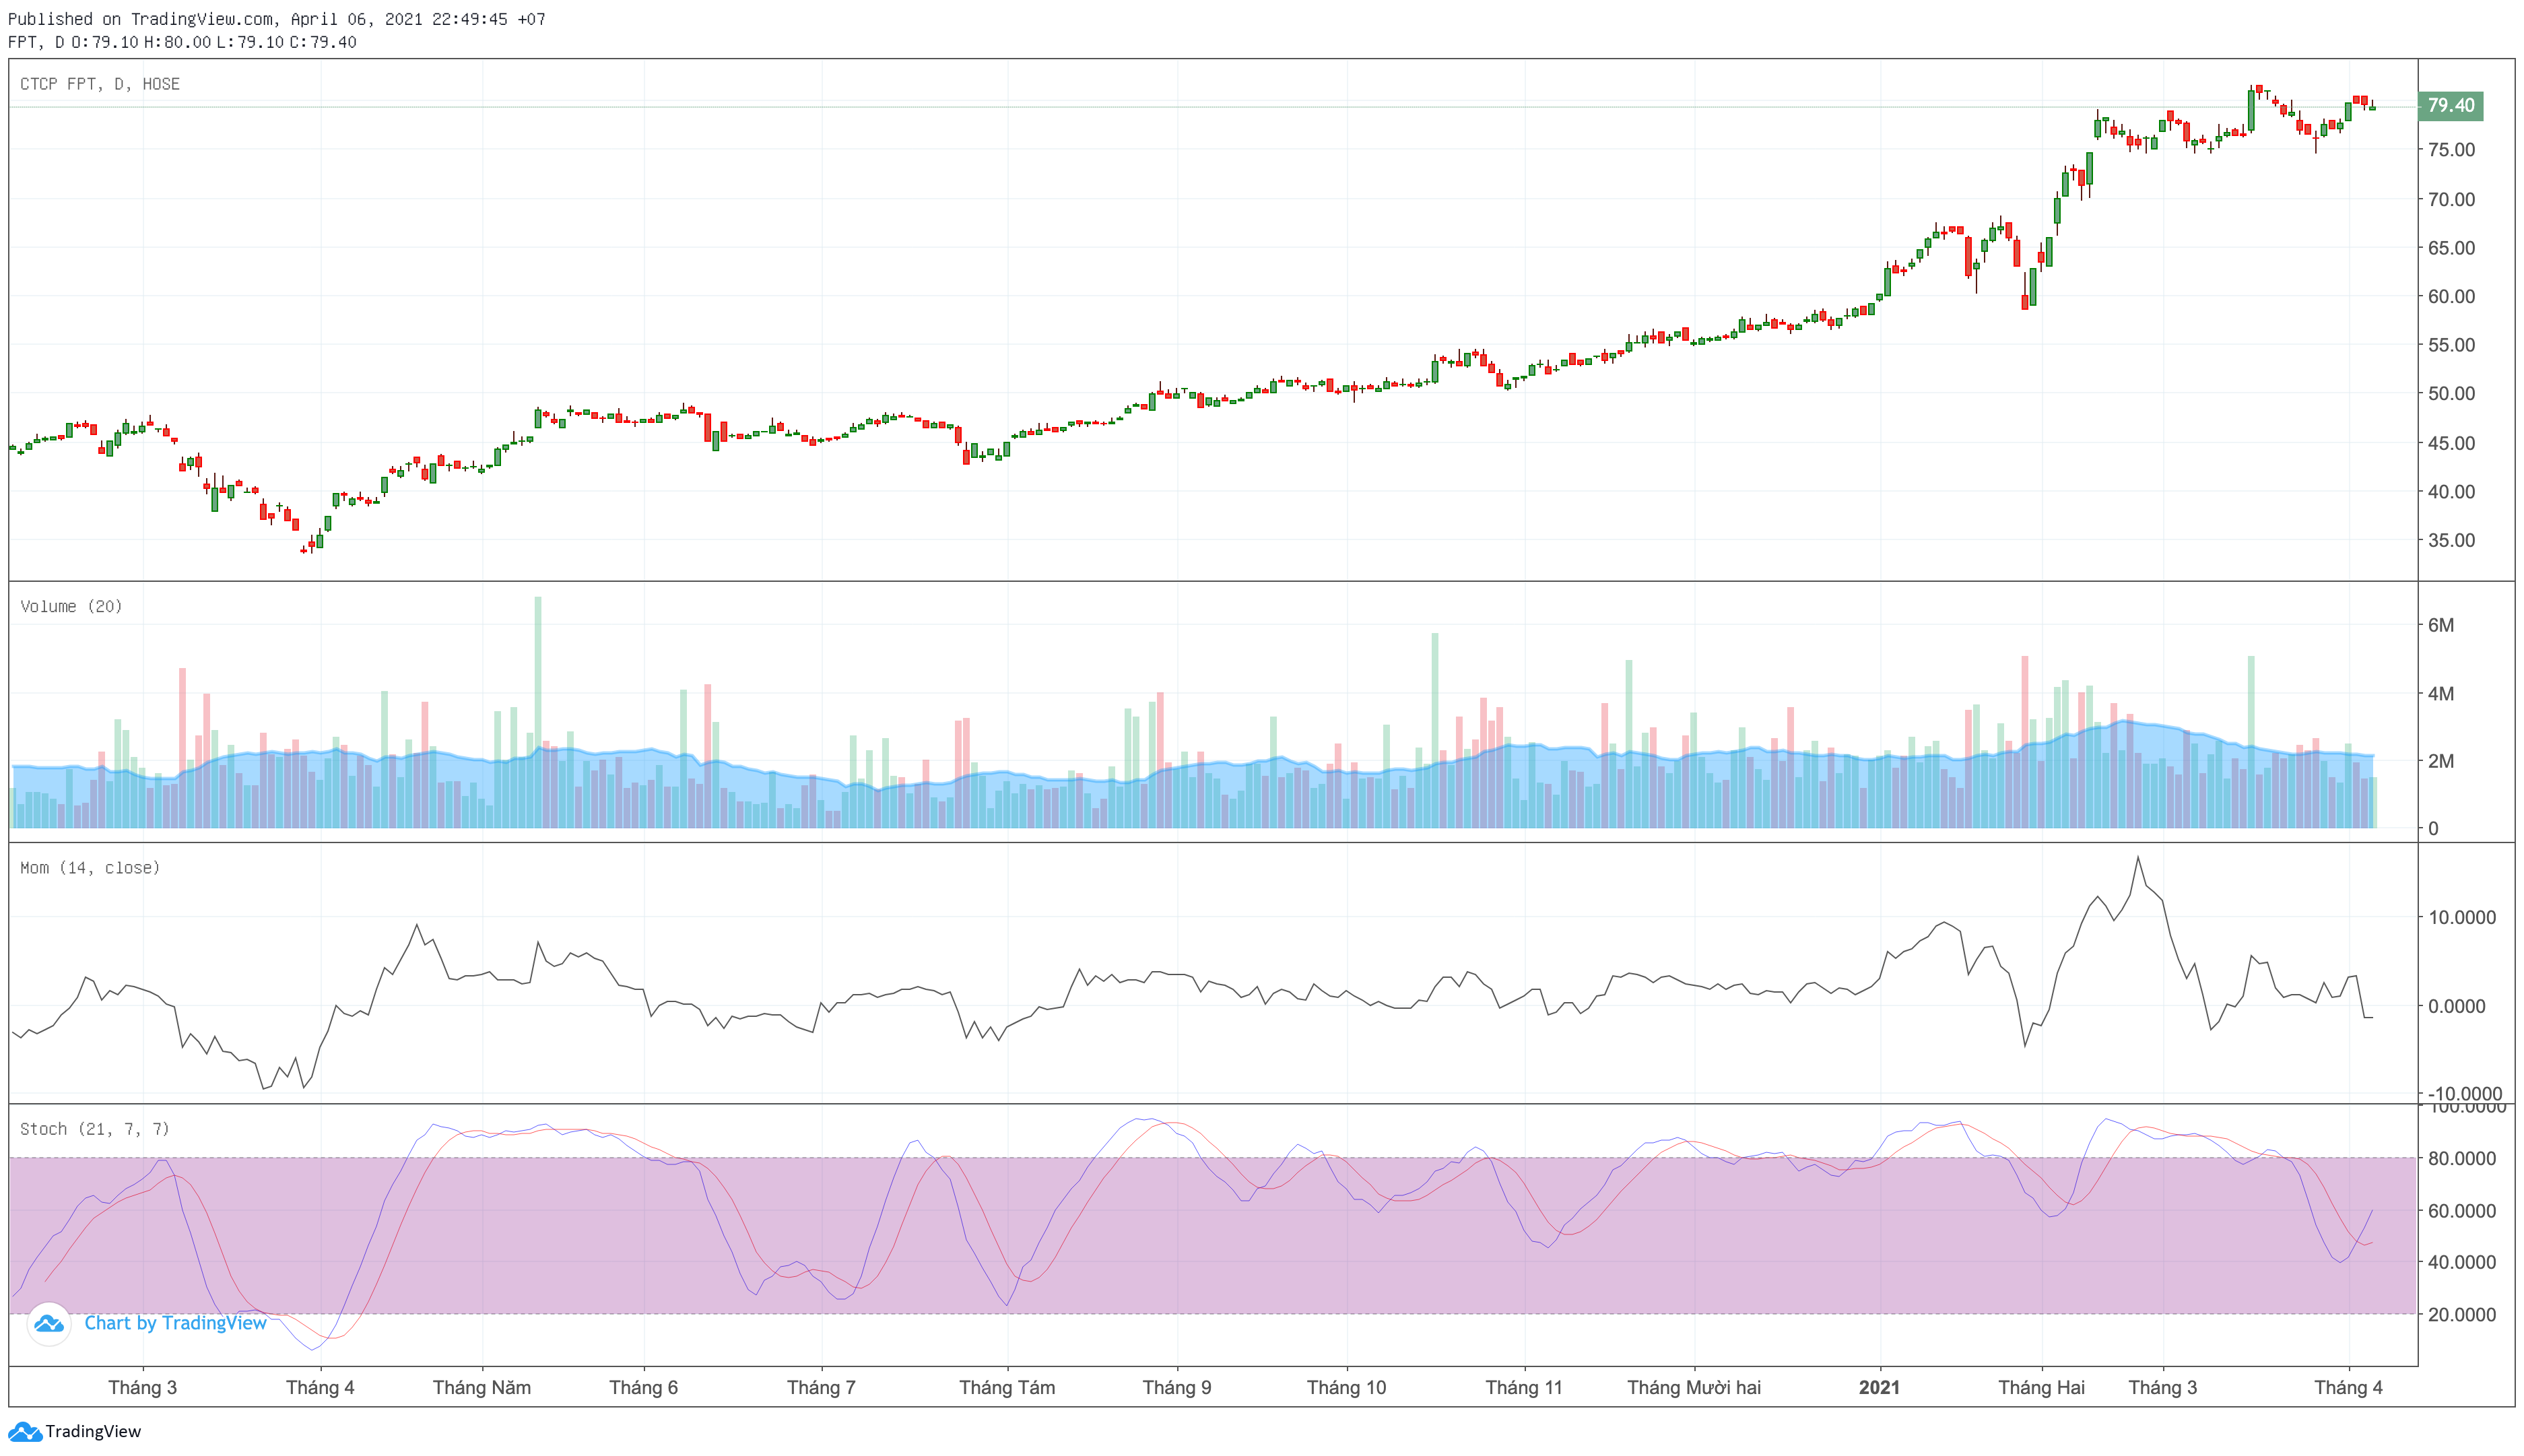 Published on TradingView.com, April 06, 2021 22:49:45 +07
FPT, D O:79.10 H:80.00 L:79.10 C:79.40
CTCP FPT, D, HOSE
79.40
75.00
70.00
65.00
60.00
55.00
50.00
45.00
40.00
35.00
Volume (20)
6M
4M
2M
0
Mom (14, close)
10.0000
0.0000
-10.0000
Stoch (21, 7, 7)
100.0000
80.0000
60.0000
40.0000
20.0000
Chart by TradingView
Tháng 3 Tháng 4 Tháng Năm Tháng 6 Tháng 7 Tháng Tám Tháng 9 Tháng 10 Tháng 11 Tháng Mười hai 2021 Tháng Hai Tháng 3 Tháng 4
TradingView